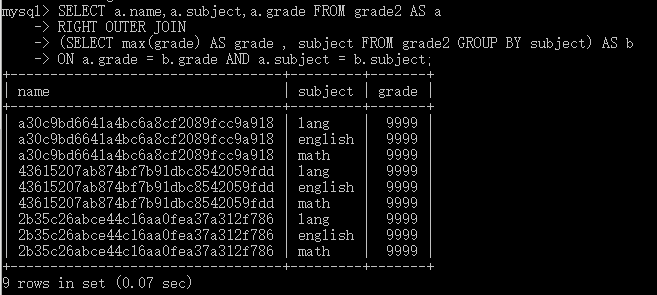 mysql> SELECT a.name,a.subject,a.grade FROM grade2 AS a
    -> RIGHT OUTER JOIN
    -> (SELECT max(grade) AS grade , subject FROM grade2 GROUP BY subject) AS b
    -> ON a.grade = b.grade AND a.subject = b.subject;
+----------------------------------+---------+-------+
| name                             | subject | grade |
+----------------------------------+---------+-------+
| a30c9bd6641a4bc6a8cf2089fcc9a918 | lang    |  9999 |
| a30c9bd6641a4bc6a8cf2089fcc9a918 | english |  9999 |
| a30c9bd6641a4bc6a8cf2089fcc9a918 | math    |  9999 |
| 43615207ab874bf7b91dbc8542059fdd | lang    |  9999 |
| 43615207ab874bf7b91dbc8542059fdd | english |  9999 |
| 43615207ab874bf7b91dbc8542059fdd | math    |  9999 |
| 2b35c26abce44c16aa0fea37a312f786 | lang    |  9999 |
| 2b35c26abce44c16aa0fea37a312f786 | english |  9999 |
| 2b35c26abce44c16aa0fea37a312f786 | math    |  9999 |
+----------------------------------+---------+-------+
9 rows in set (0.07 sec)